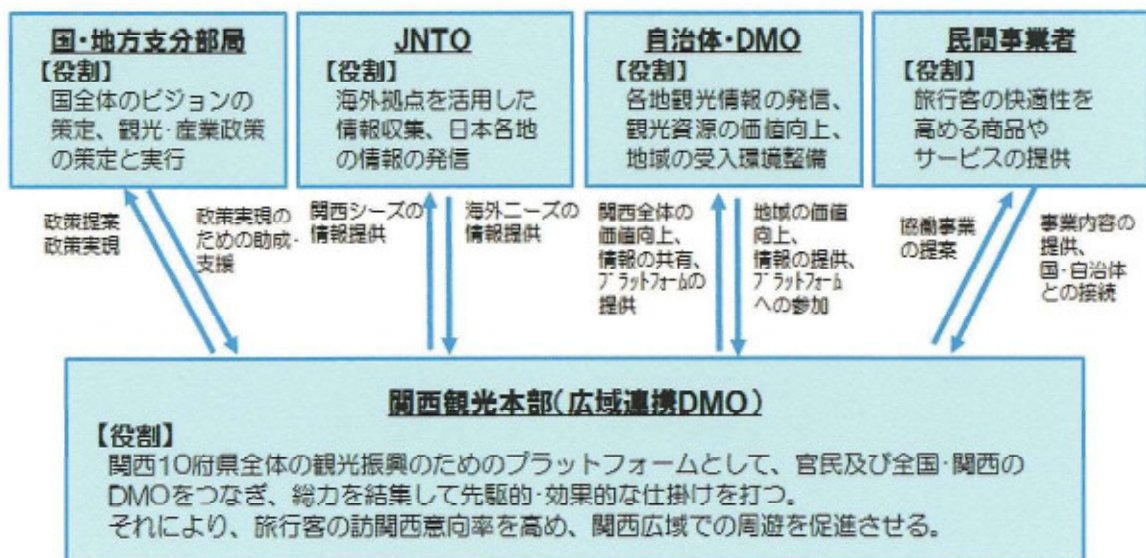 国・地方支分部局
【役割】
国全体のビジョンの
策定、観光・産業政策
の策定と実行
JNTO
【役割】
海外拠点を活用した
情報収集、日本各地
の情報の発信
自治体・DMO
【役割】
各地観光情報の発信、
観光資源の価値向上、
地域の受入環境整備
民間事業者
【役割】
旅行客の快適性を
高める商品や
サービスの提供
政策提案
政策実現
政策実現の
ための助成・
支援
関西シーズの
情報提供
海外ニーズの
情報提供
関西全体の
価値向上、
情報の共有、
ﾌﾟﾗｯﾄﾌｫｰﾑの
提供
地域の価値
向上、
情報の提供、
ﾌﾟﾗｯﾄﾌｫｰﾑ
への参加
協働事業
の提案
事業内容の
提供、
国・自治体
との接続
関西観光本部(広域連携DMO)
【役割】
関西10府県全体の観光振興のためのプラットフォームとして、官民及び全国・関西の
DMOをつなぎ、総力を結集して先駆的・効果的な仕掛けを打つ。
それにより、旅行客の訪関西意向率を高め、関西広域での周遊を促進させる。